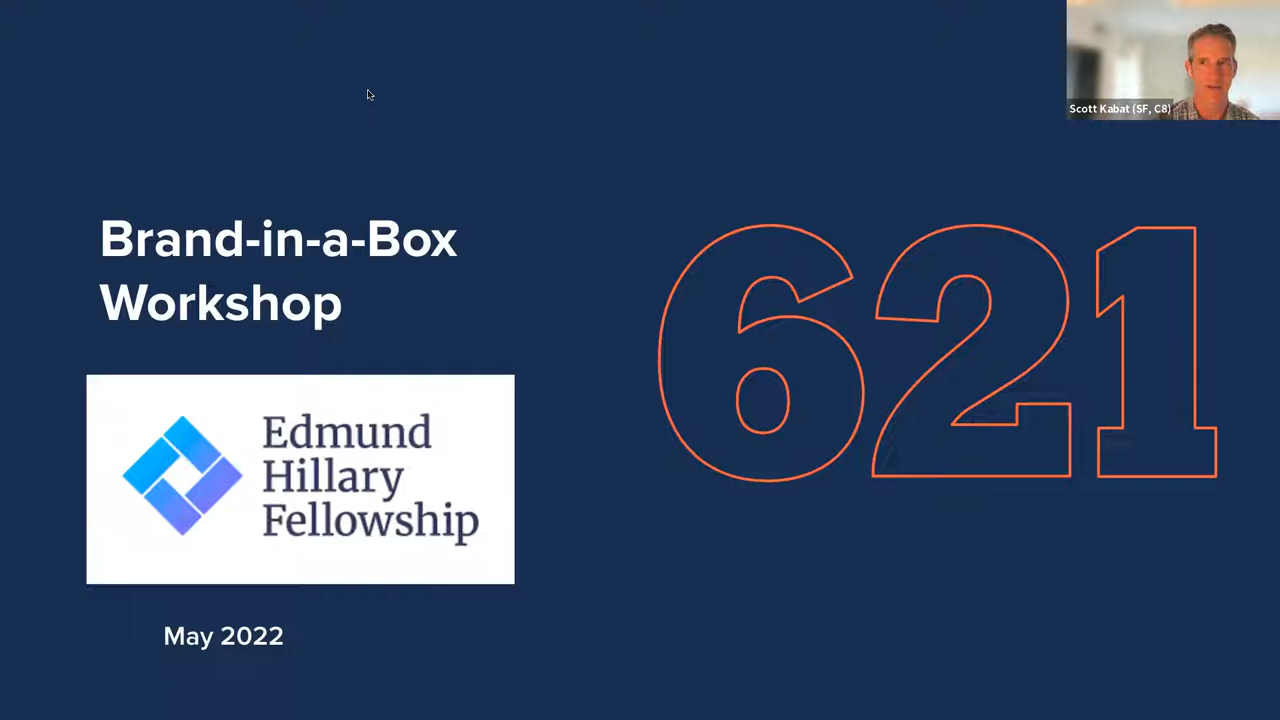 Scott Kabat (SF, C8)
Brand-in-a-Box
Workshop
621
Edmund
Hillary
Fellowship
May 2022